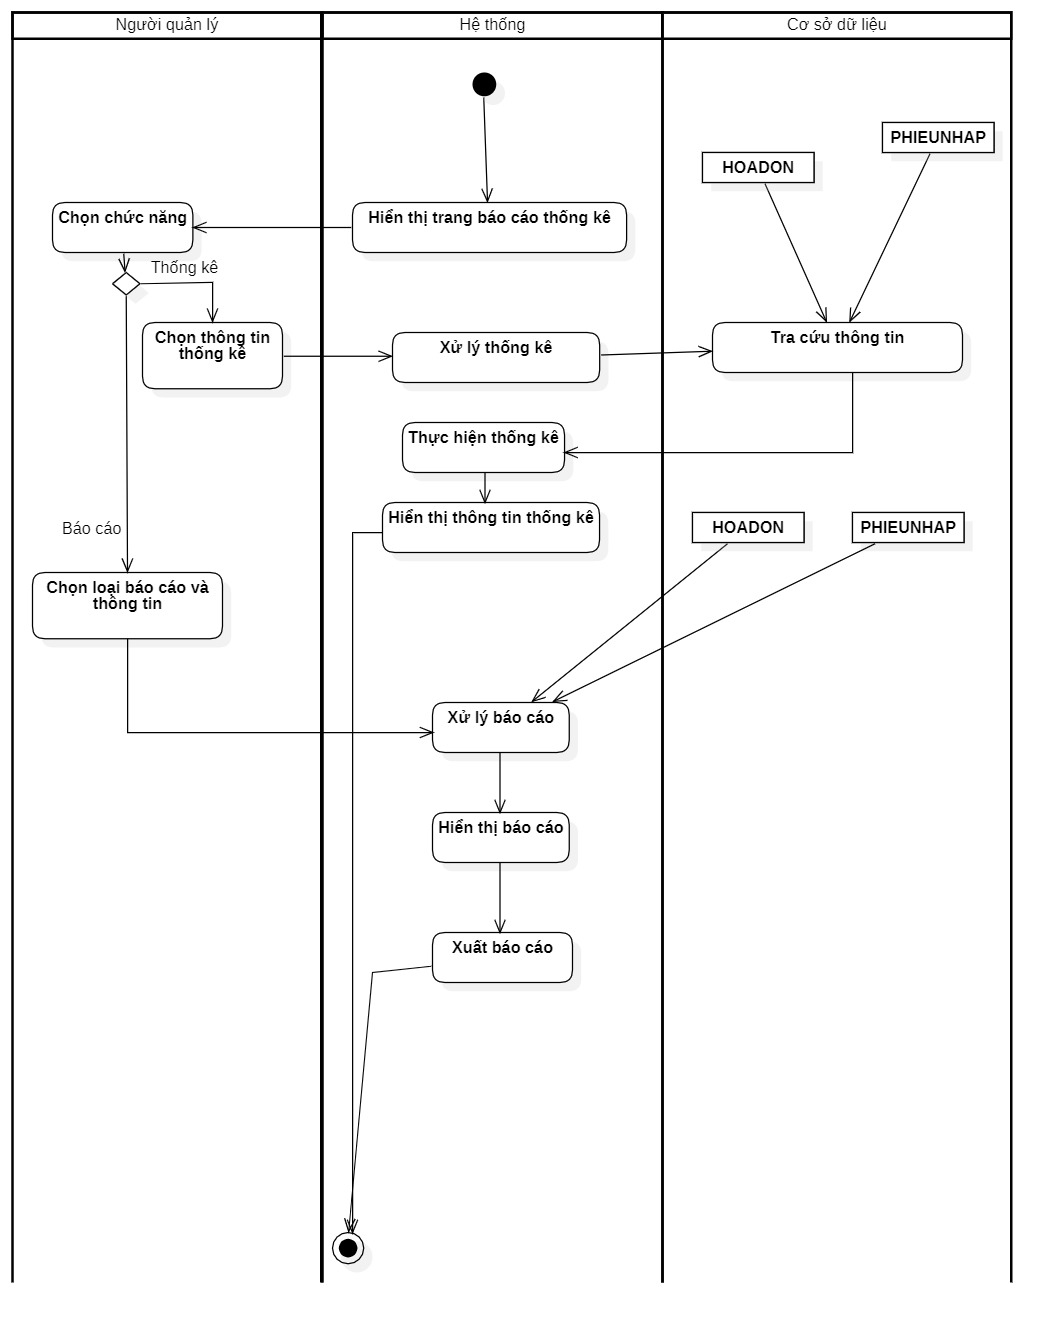 Người quản lý
Hệ thống
Cơ sở dữ liệu
PHIEUNHAP
HOADON
Chọn chức năng
Hiển thị trang báo cáo thống kê
Thống kê
Chọn thông tin
thống kê
Xử lý thống kê
Tra cứu thông tin
Thực hiện thống kê
Hiển thị thông tin thống kê
HOADON
PHIEUNHAP
Báo cáo
Chọn loại báo cáo và
thông tin
Xử lý báo cáo
Hiển thị báo cáo
Xuất báo cáo